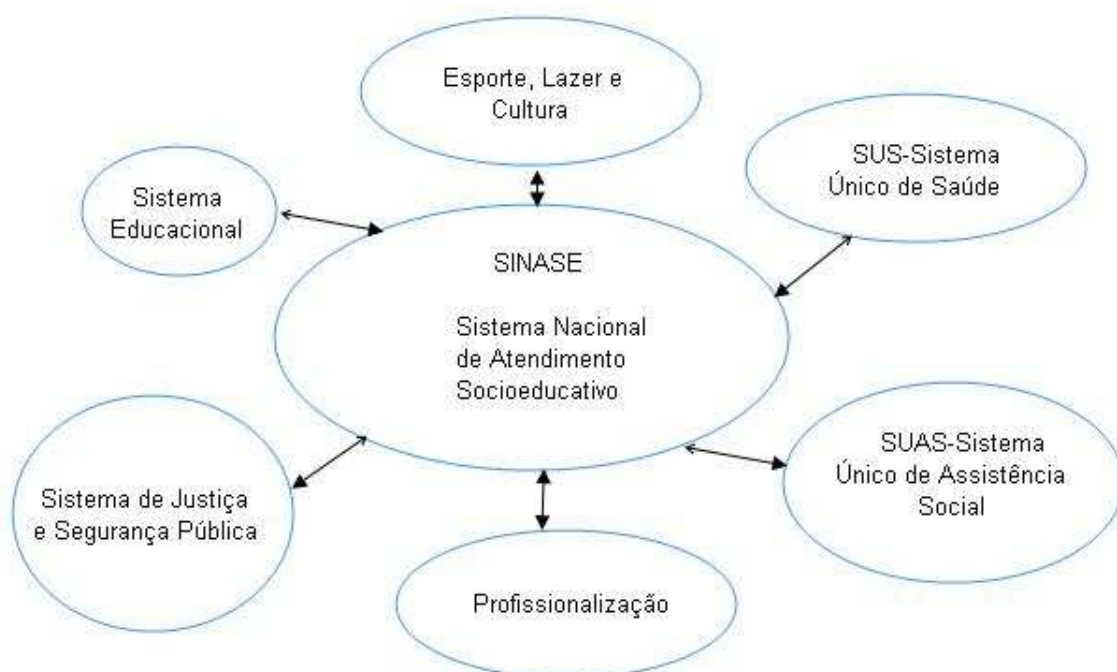 Esporte, Lazer e
Cultura
SUS-Sistema
Único de Saúde
Sistema
Educacional
SINASE
Sistema Nacional
de Atendimento
Socioeducativo
SUAS-Sistema
Único de Assistência
Social
Sistema de Justiça
e Segurança Pública
Profissionalização